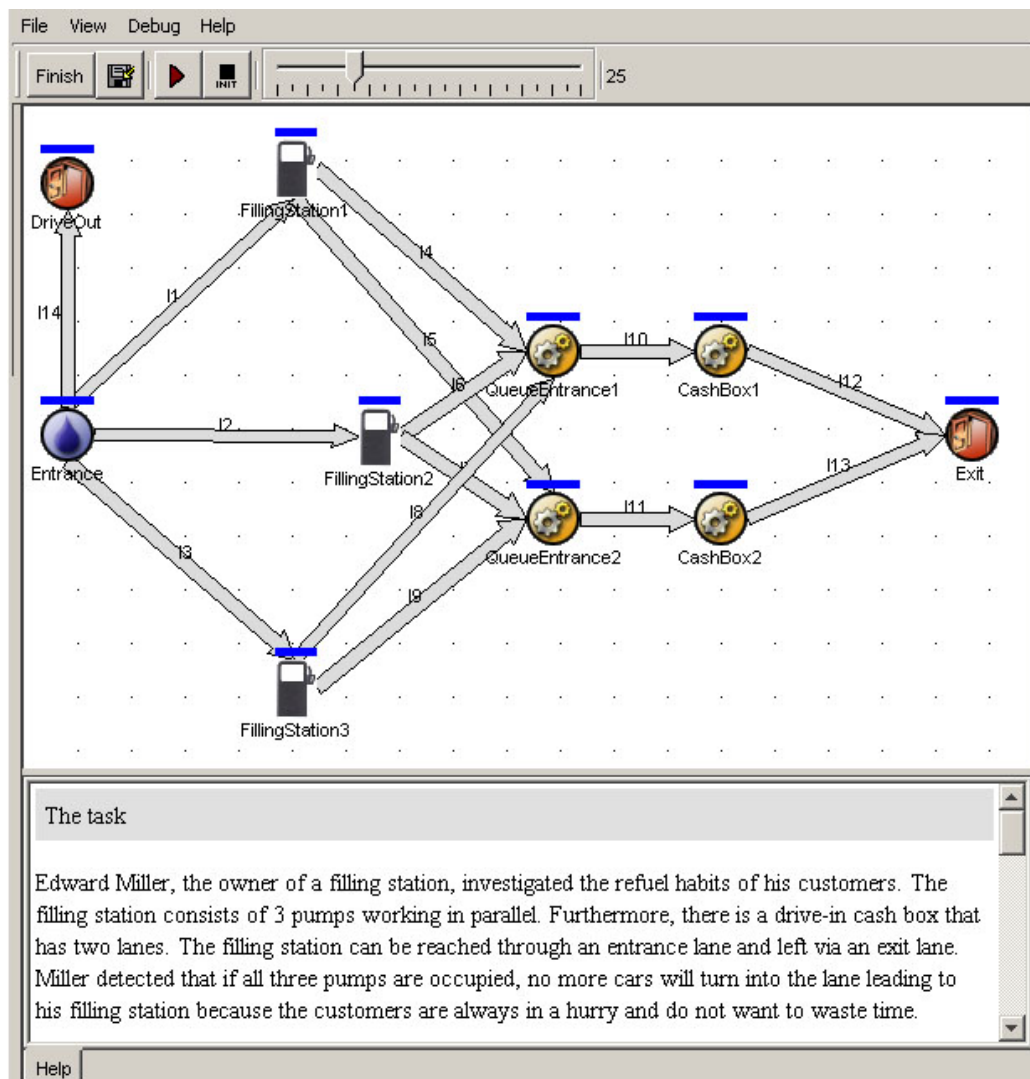 File View Debug Help
Finish INIT 25
DriveOut
FillingStation1
l4
l1
l14
l5
l10
QueueEntrance1
CashBox1
l12
l6
l2
Entrance
FillingStation2
Exit
l13
l8
l11
QueueEntrance2
CashBox2
l3
l9
FillingStation3
The task
Edward Miller, the owner of a filling station, investigated the refuel habits of his customers. The
filling station consists of 3 pumps working in parallel. Furthermore, there is a drive-in cash box that
has two lanes. The filling station can be reached through an entrance lane and left via an exit lane.
Miller detected that if all three pumps are occupied, no more cars will turn into the lane leading to
his filling station because the customers are always in a hurry and do not want to waste time.
Help